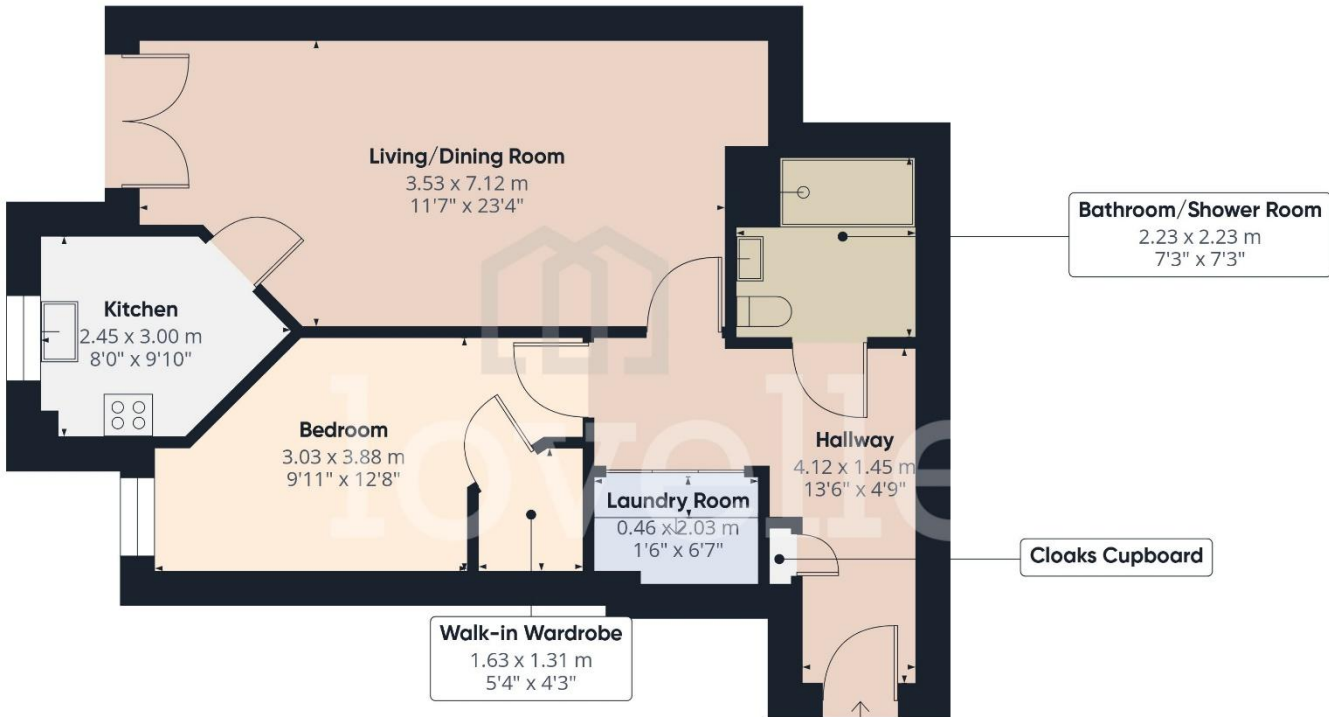 Living/Dining Room
3.53 x 7.12 m
11'7" x 23'4"
Bathroom/Shower Room
2.23 x 2.23 m
7'3" x 7'3"
Kitchen
2.45 x 3.00 m
8'0" x 9'10"
Bedroom
3.03 x 3.88 m
9'11" x 12'8"
Hallway
4.12 x 1.45 m
13'6" x 4'9"
lovelle
Laundry Room
0.46 x 2.03 m
1'6" x 6'7"
Cloaks Cupboard
Walk-in Wardrobe
1.63 x 1.31 m
5'4" x 4'3"